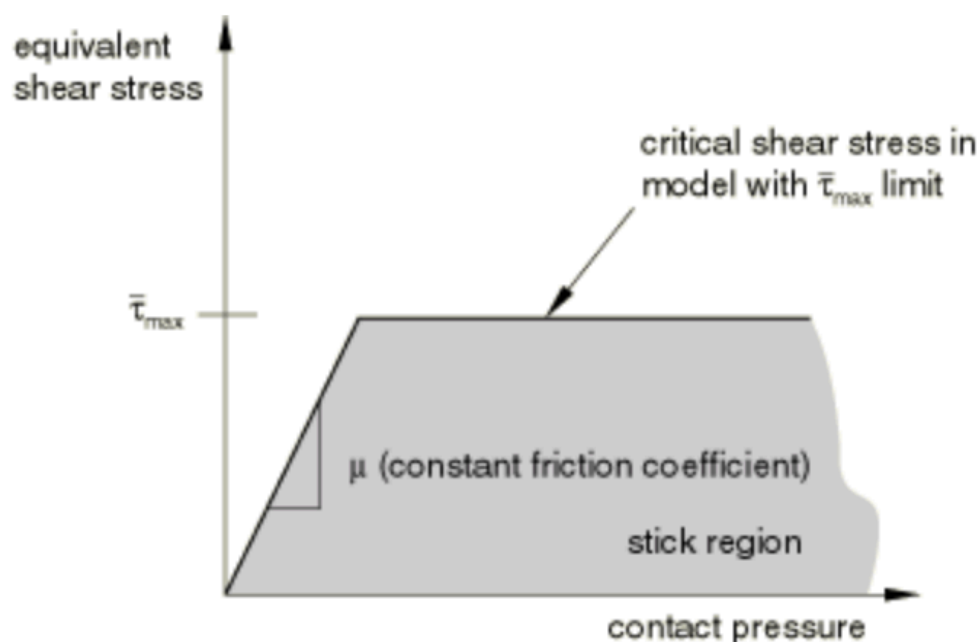 equivalent
shear stress
critical shear stress in
model with τ̄max limit
τ̄max
μ (constant friction coefficient)
stick region
contact pressure